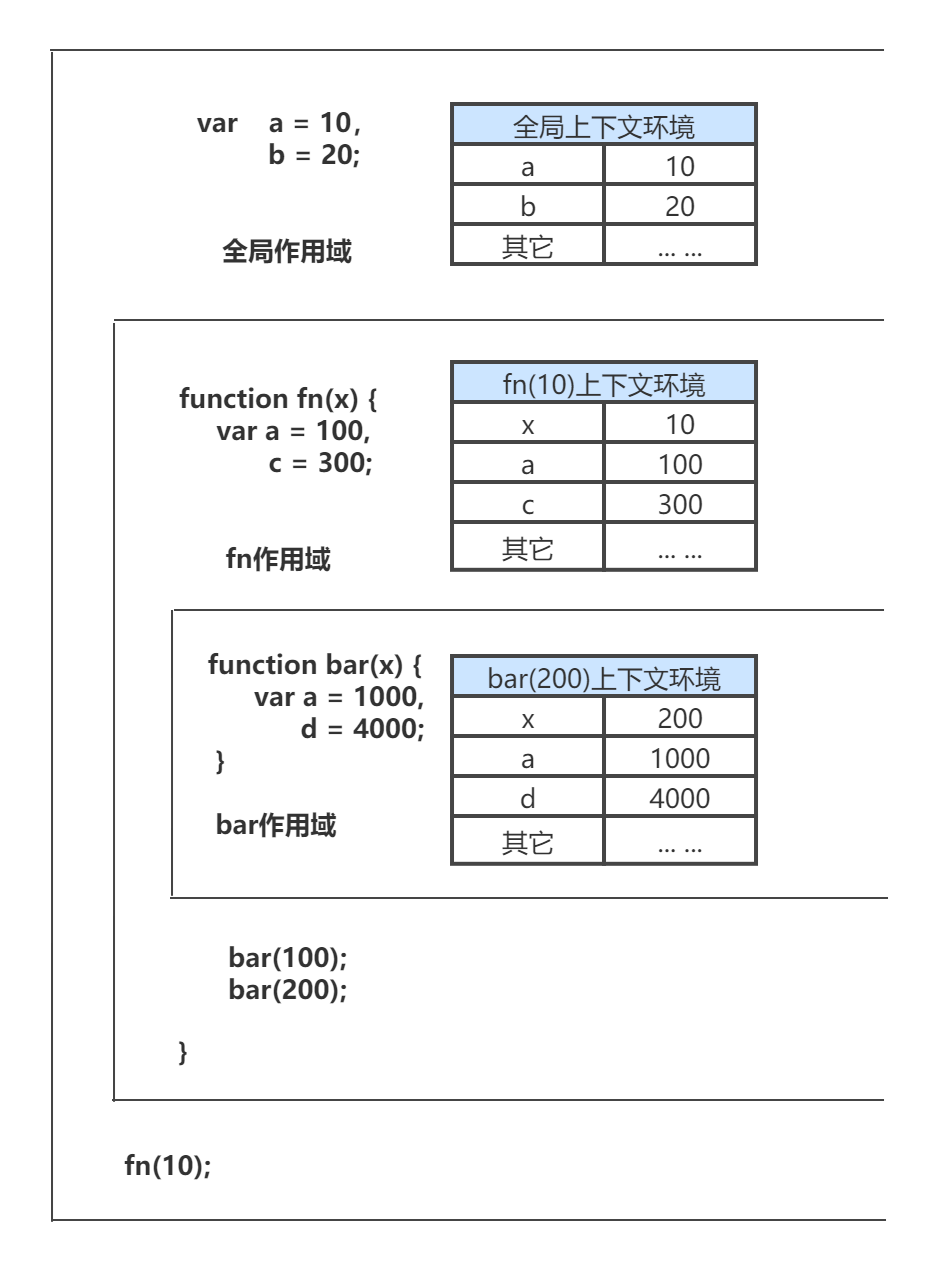 var a = 10,
b = 20;
全局作用域
全局上下文环境
a 10
b 20
其它 ... ...
function fn(x) {
var a = 100,
c = 300;
fn作用域
fn(10)上下文环境
x 10
a 100
c 300
其它 ... ...
function bar(x) {
var a = 1000,
d = 4000;
}
bar作用域
bar(200)上下文环境
x 200
a 1000
d 4000
其它 ... ...
bar(100);
bar(200);
}
fn(10);